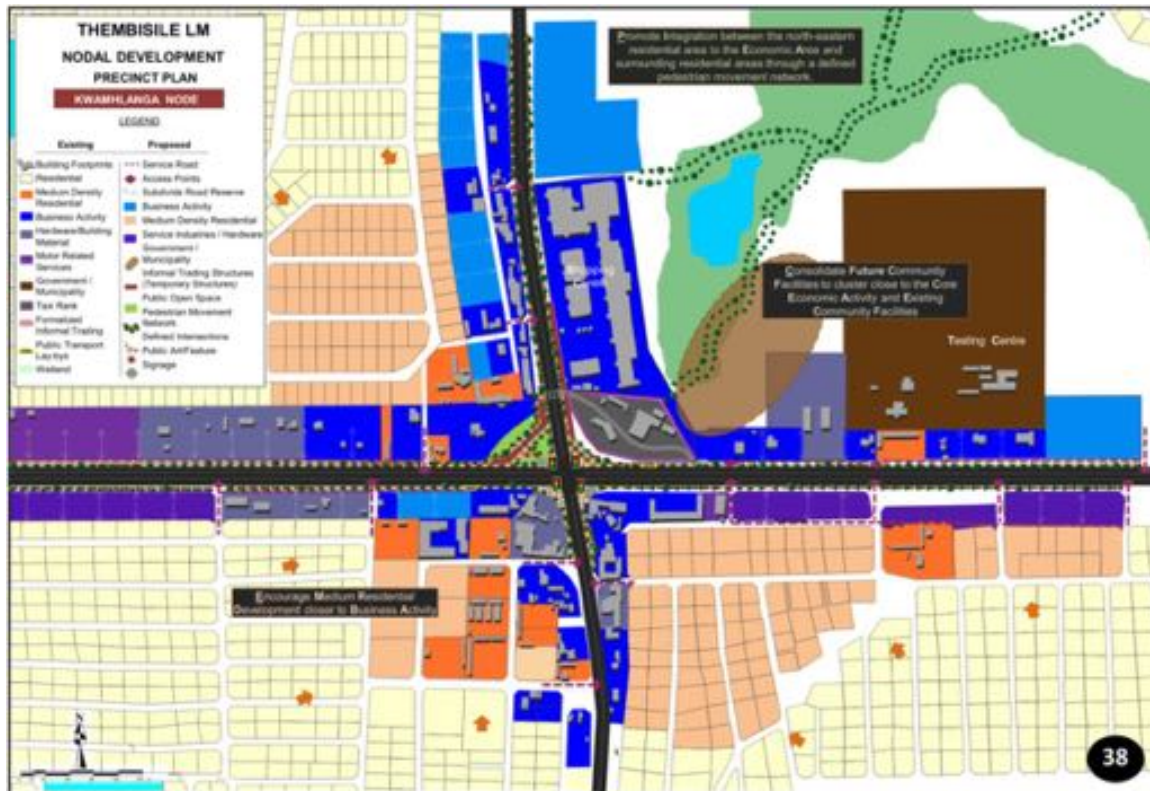 THEMBISILE LM
NODAL DEVELOPMENT
PRECINCT PLAN
KWAMHLANGA NODE
LEGEND
Existing
Building Footprints
Residential
Medium Density
Residential
Business Activity
Hardware/Building
Material
Motor Related
Services
Government /
Municipality
Taxi Rank
Formalized
Informal Trading
Public Transport
Lay-bys
Wetland
Proposed
Service Road
Access Points
Subdivide Road Reserve
Business Activity
Medium Density Residential
Service Industries / Hardware
Government /
Municipality
Informal Trading Structures
(Temporary Structures)
Public Open Space
Pedestrian Movement
Network
Defined Intersections
Public Art/Feature
Signage
Promote Integration between the north-eastern
residential area to the Economic Area and
surrounding residential areas through a defined
pedestrian movement network.
Shopping
Consolidate Future Community
Facilities to cluster close to the Core
Economic Activity and Existing
Community Facilities
Testing Centre
Encourage Medium Residential
Development closer to Business Activity
38